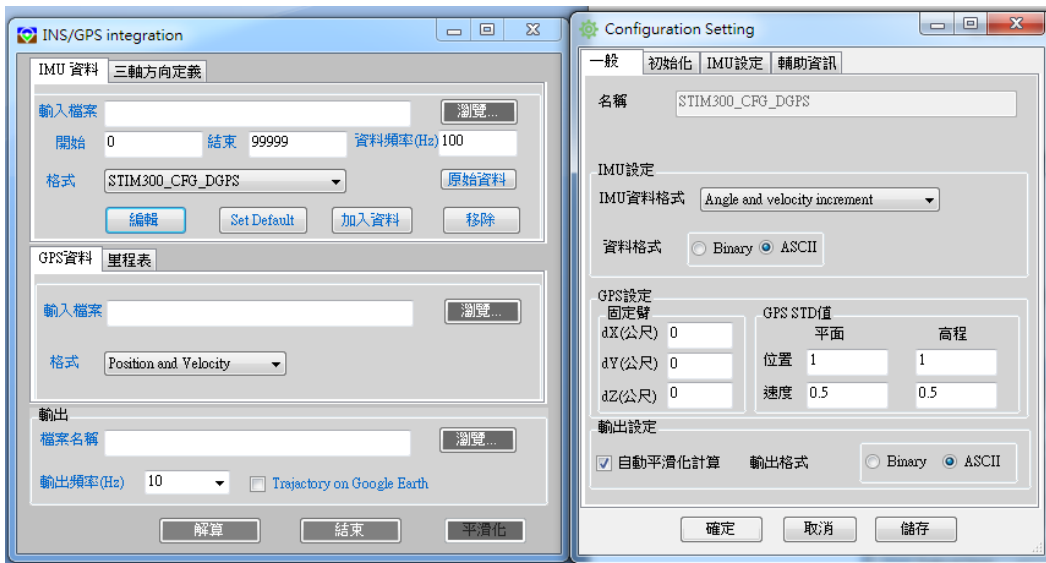 INS/GPS integration
IMU 資料 三軸方向定義
輸入檔案 瀏覽...
開始 0 結束 99999 資料頻率(Hz) 100
格式 STIM300_CFG_DGPS 原始資料
編輯 Set Default 加入資料 移除
GPS資料 里程表
輸入檔案 瀏覽...
格式 Position and Velocity
輸出
檔案名稱 瀏覽...
輸出頻率(Hz) 10 Trajactory on Google Earth
解算 結束 平滑化
Configuration Setting
一般 初始化 IMU設定 輔助資訊
名稱 STIM300_CFG_DGPS
IMU設定
IMU資料格式 Angle and velocity increment
資料格式 Binary ASCII
GPS設定
固定臂 GPS STD值
平面 高程
dX(公尺) 0
位置 1 1
dY(公尺) 0
速度 0.5 0.5
dZ(公尺) 0
輸出設定
自動平滑化計算 輸出格式 Binary ASCII
確定 取消 儲存